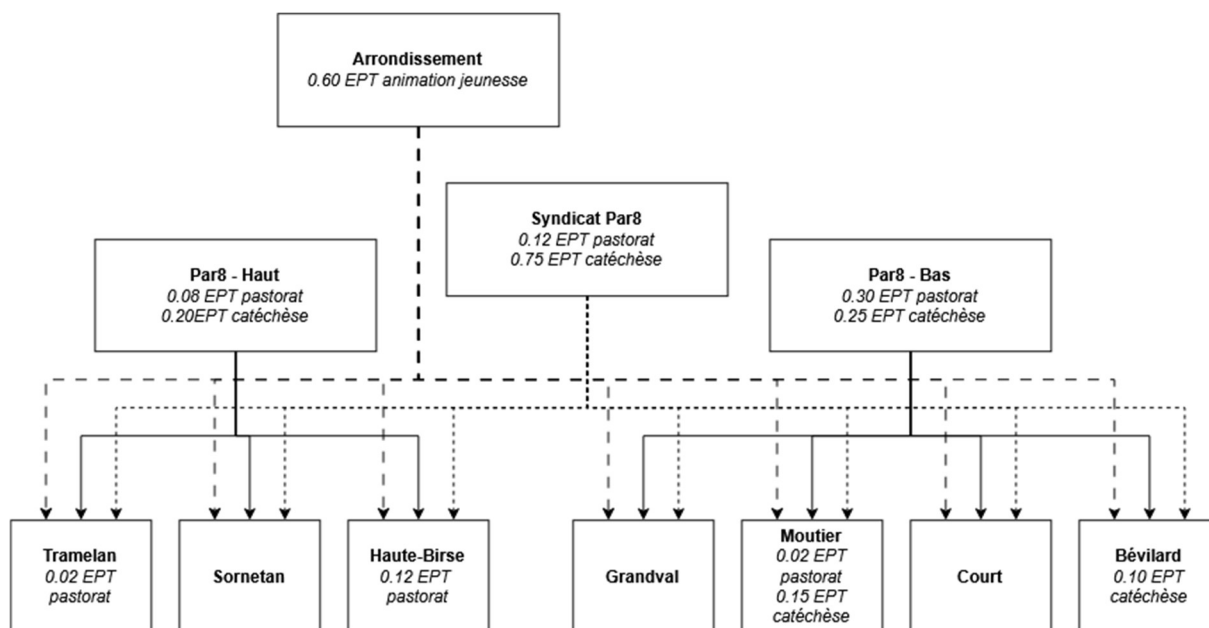 Arrondissement
0.60 EPT animation jeunesse
Syndicat Par8
0.12 EPT pastorat
0.75 EPT catéchèse
Par8 - Haut
0.08 EPT pastorat
0.20EPT catéchèse
Par8 - Bas
0.30 EPT pastorat
0.25 EPT catéchèse
Tramelan
0.02 EPT
pastorat
Sornetan
Haute-Birse
0.12 EPT
pastorat
Grandval
Moutier
0.02 EPT
pastorat
0.15 EPT
catéchèse
Court
Bévilard
0.10 EPT
catéchèse